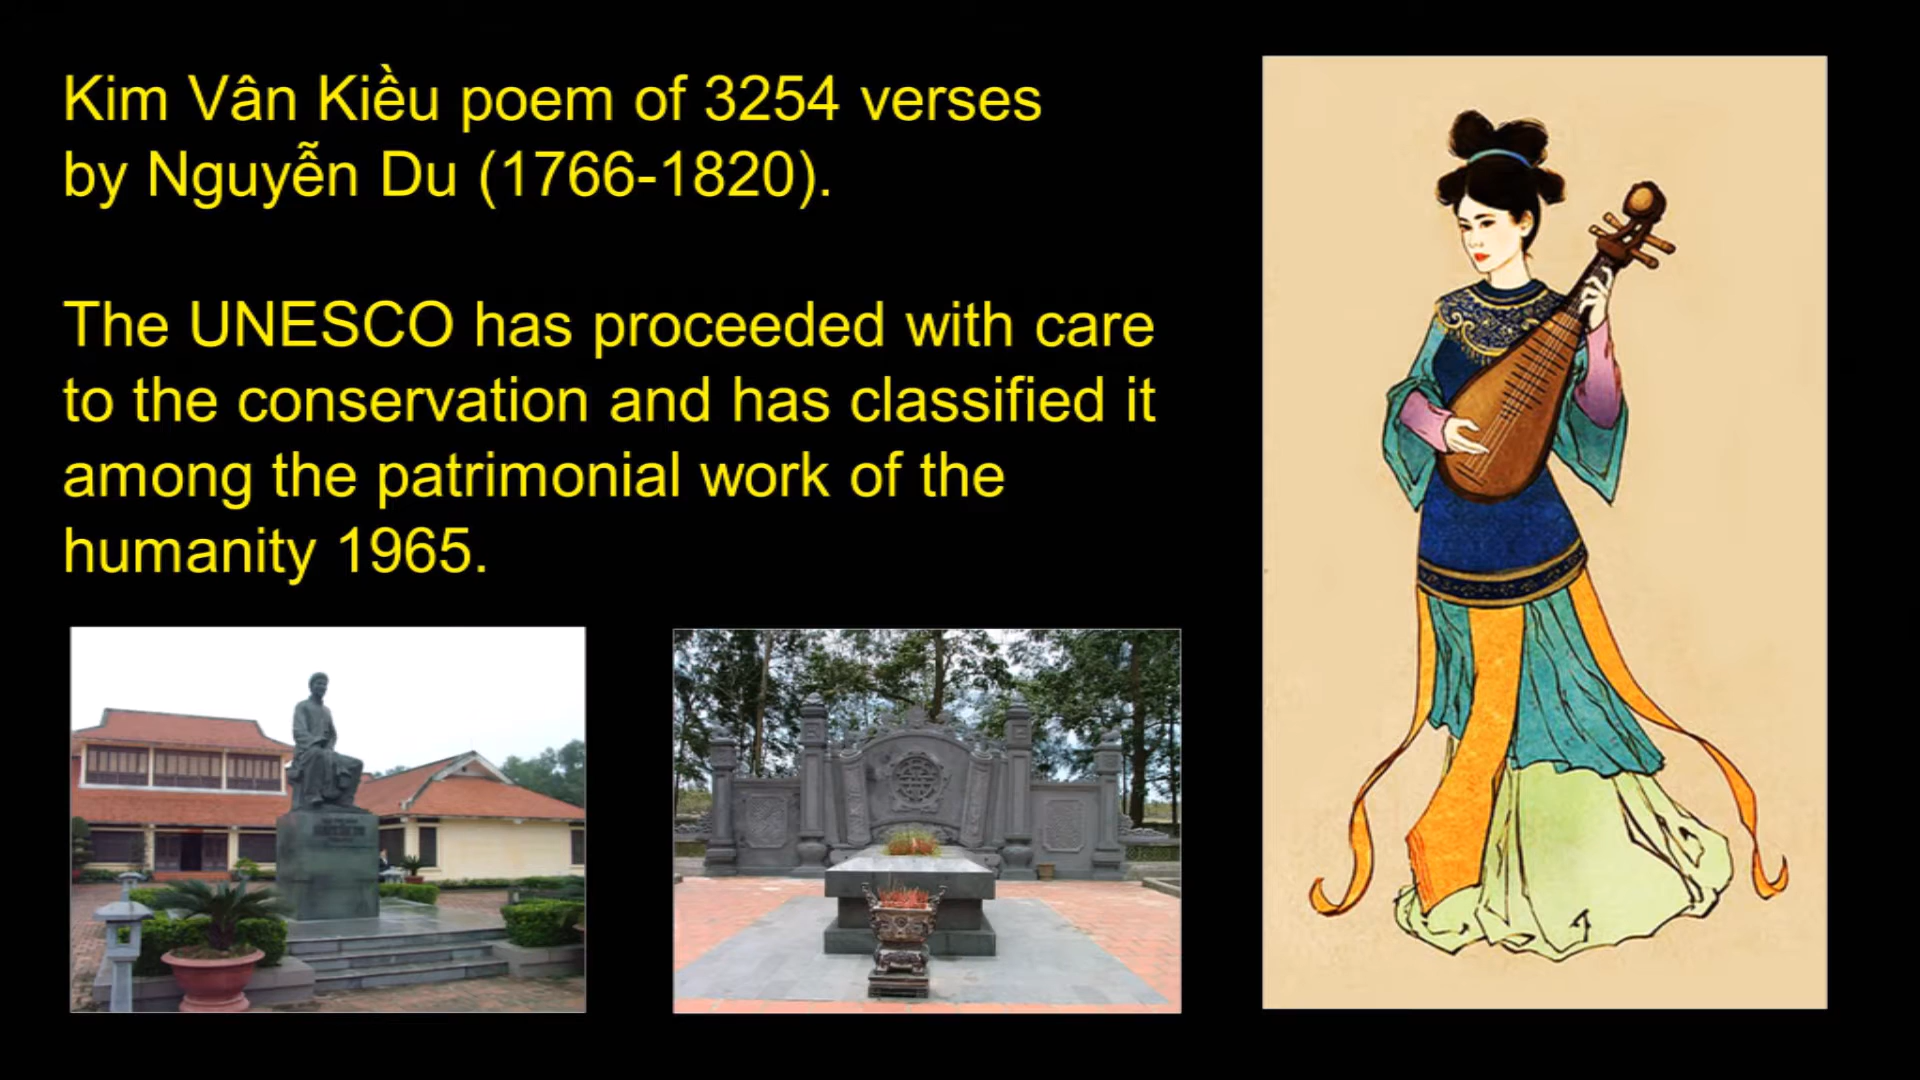 Kim Vân Kiều poem of 3254 verses
by Nguyễn Du (1766-1820).
The UNESCO has proceeded with care
to the conservation and has classified it
among the patrimonial work of the
humanity 1965.